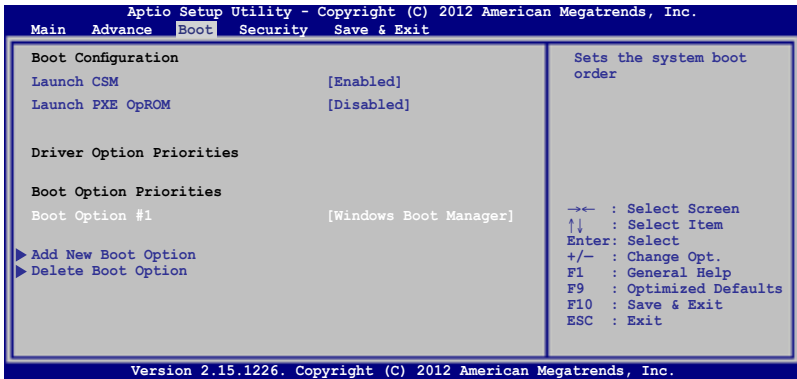 Aptio Setup Utility - Copyright (C) 2012 American Megatrends, Inc.
Main Advance Boot Security Save & Exit
Boot Configuration
Launch CSM [Enabled]
Launch PXE OpROM [Disabled]
Driver Option Priorities
Boot Option Priorities
Boot Option #1 [Windows Boot Manager]
Add New Boot Option
Delete Boot Option
Sets the system boot
order
→← : Select Screen
↑↓ : Select Item
Enter: Select
+/— : Change Opt.
F1 : General Help
F9 : Optimized Defaults
F10 : Save & Exit
ESC : Exit
Version 2.15.1226. Copyright (C) 2012 American Megatrends, Inc.